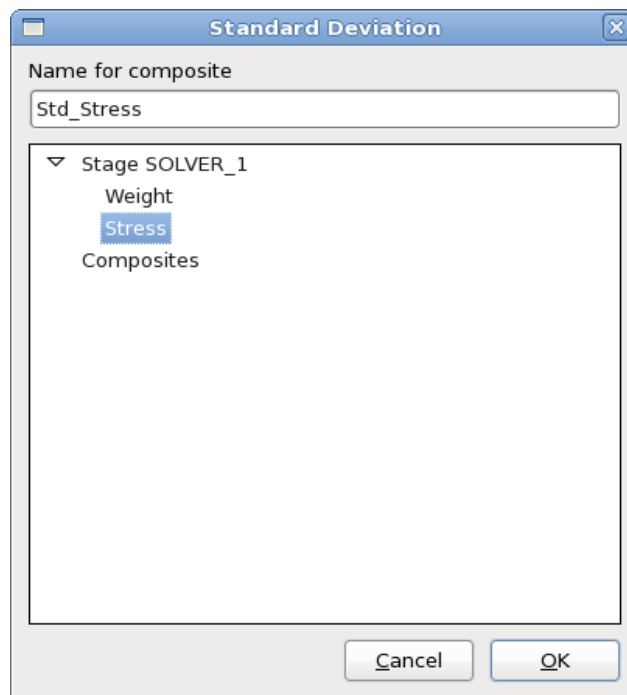 Standard Deviation
Name for composite
Std_Stress
Stage SOLVER_1
Weight
Stress
Composites
Cancel OK